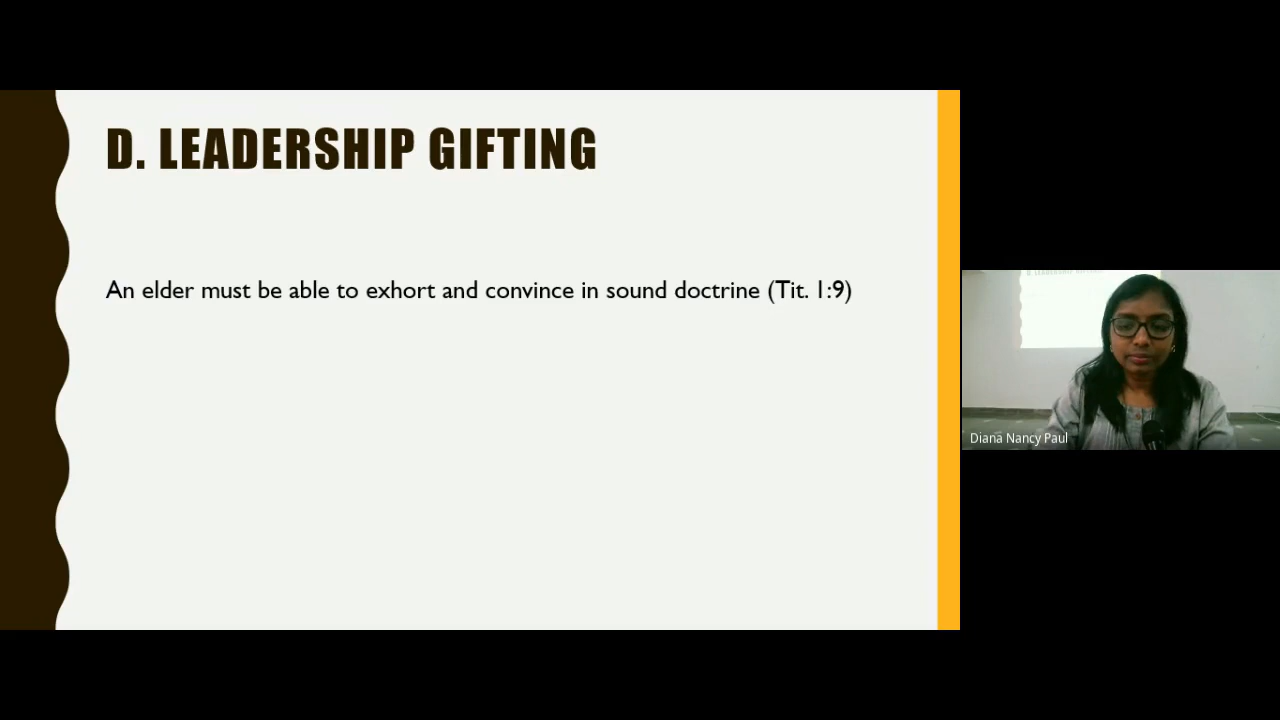 D. LEADERSHIP GIFTING
An elder must be able to exhort and convince in sound doctrine (Tit. 1:9)
Diana Nancy Paul